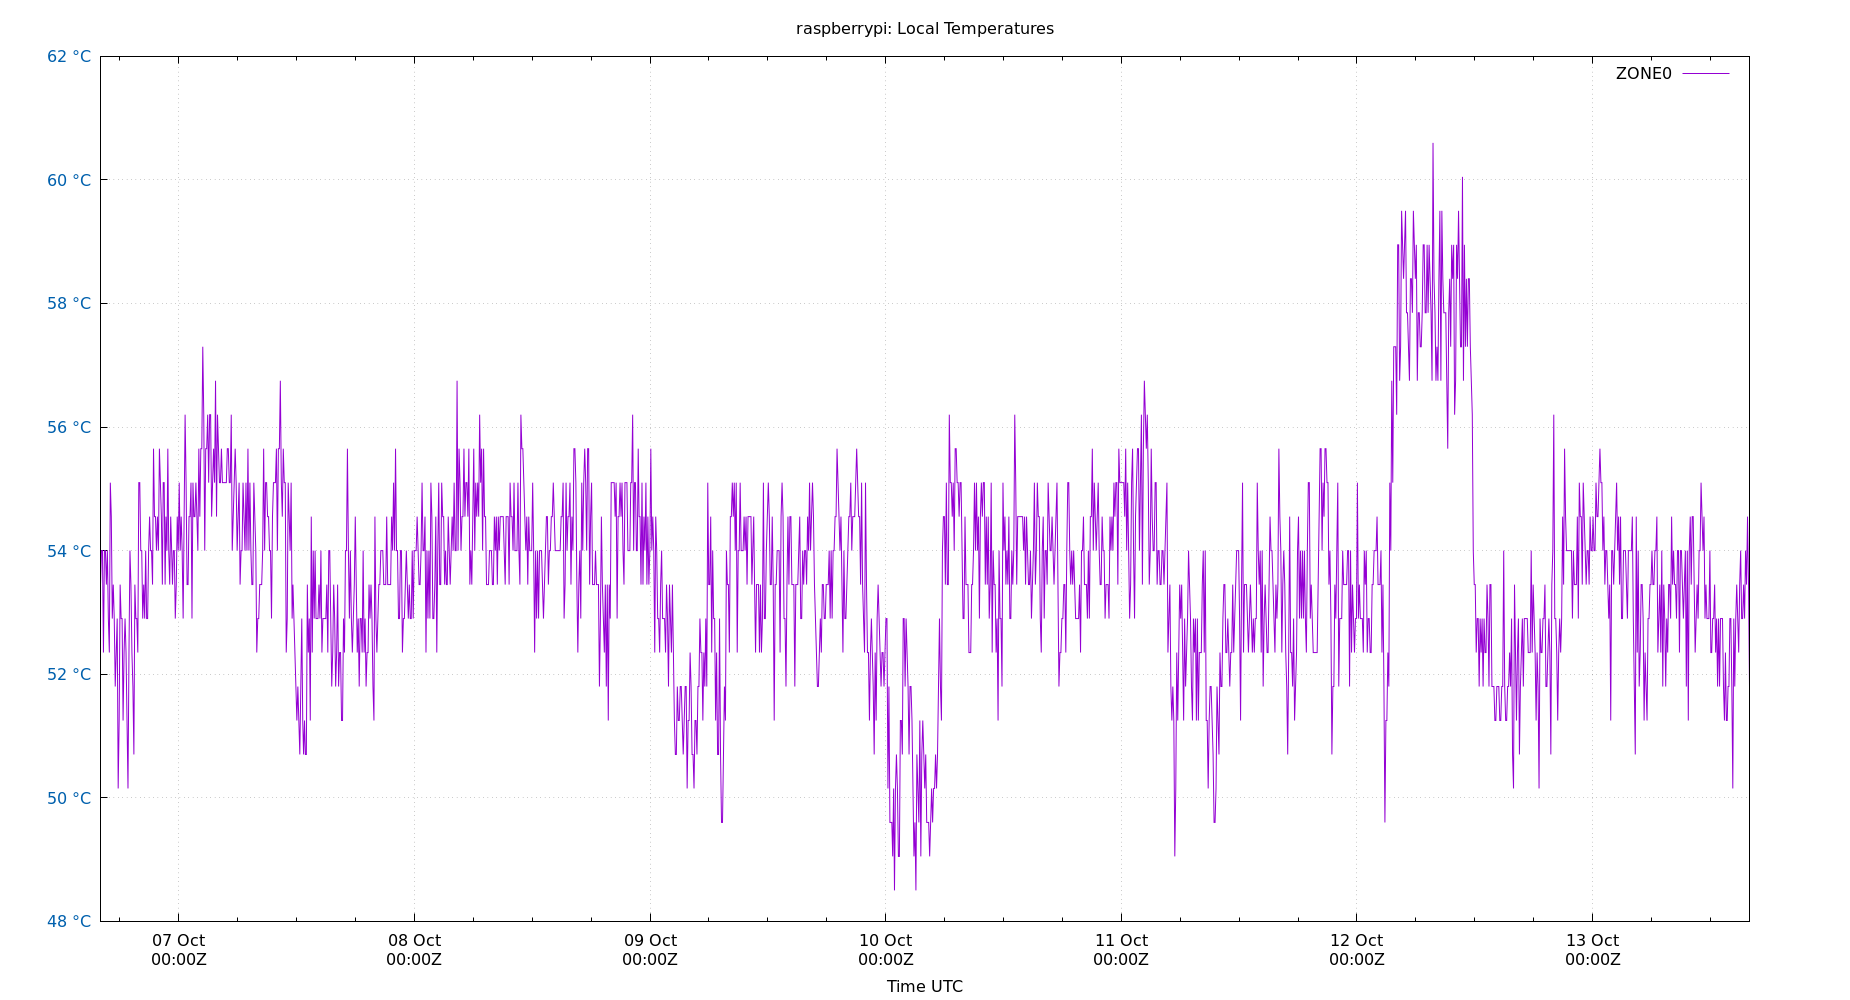 raspberrypi: Local Temperatures
62 °C
ZONE0
60 °C
58 °C
56 °C
54 °C
52 °C
50 °C
48 °C
07 Oct
00:00Z
08 Oct
00:00Z
09 Oct
00:00Z
10 Oct
00:00Z
11 Oct
00:00Z
12 Oct
00:00Z
13 Oct
00:00Z
Time UTC